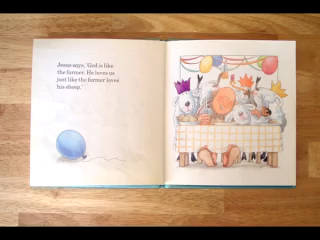 Jesus says, 'God is like
the farmer. He loves us
just like the farmer loves
his sheep.'